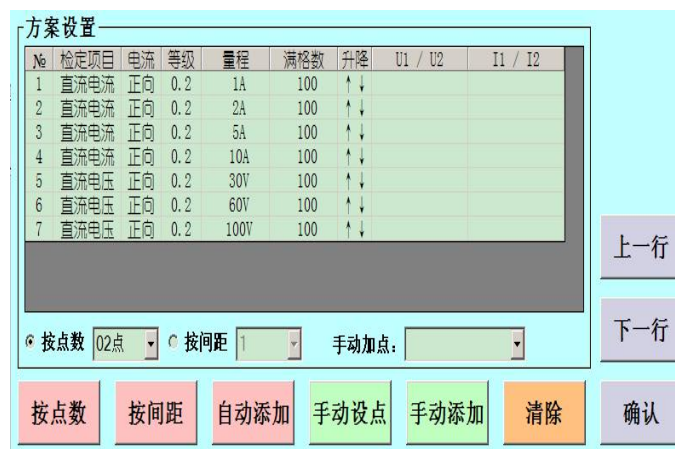 方案设置
№ 检定项目 电流 等级 量程 满格数 升降 U1 / U2 I1 / I2
1 直流电流 正向 0.2 1A 100 ↑↓
2 直流电流 正向 0.2 2A 100 ↑↓
3 直流电流 正向 0.2 5A 100 ↑↓
4 直流电流 正向 0.2 10A 100 ↑↓
5 直流电压 正向 0.2 30V 100 ↑↓
6 直流电压 正向 0.2 60V 100 ↑↓
7 直流电压 正向 0.2 100V 100 ↑↓
上一行
按点数 02点 按间距 1 手动加点：
下一行
按点数 按间距 自动添加 手动设点 手动添加 清除 确认